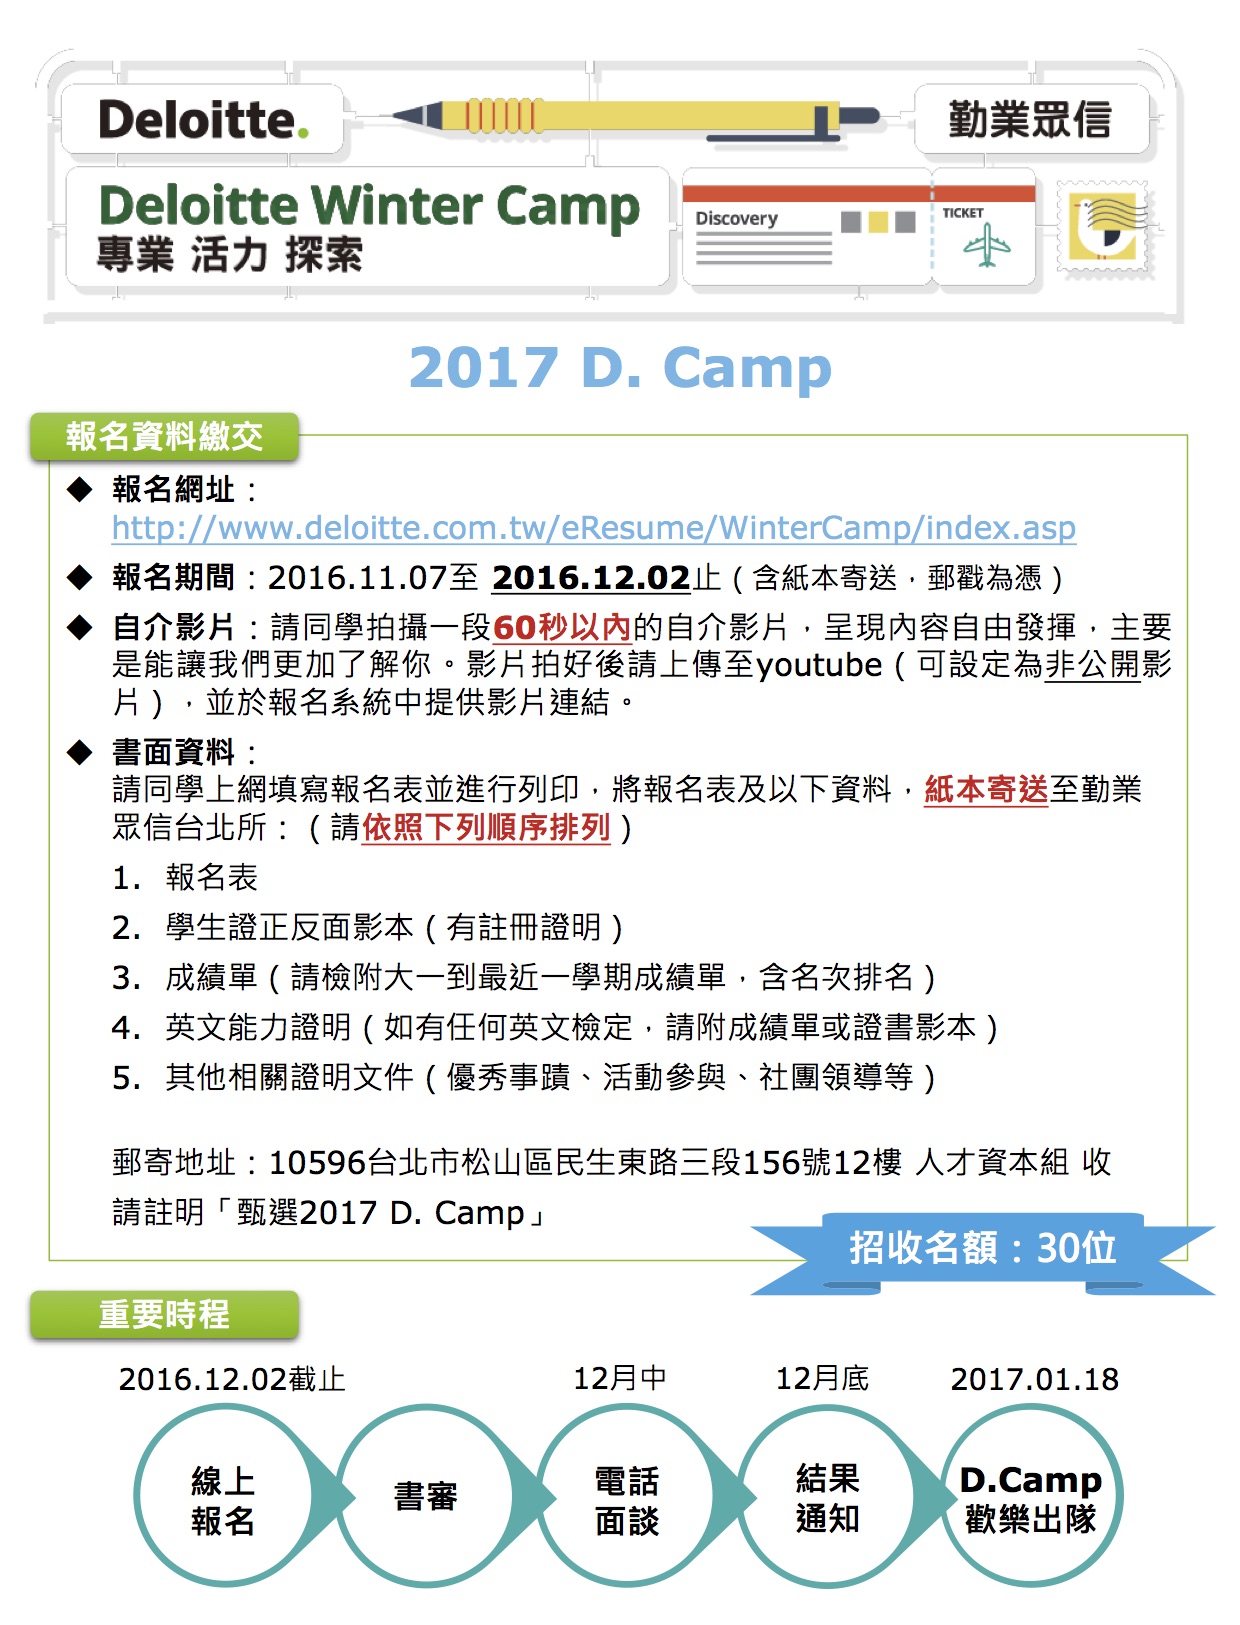 Deloitte.
勤業眾信
Deloitte Winter Camp
專業 活力 探索
Discovery
TICKET
2017 D. Camp
報名資料繳交
◆ 報名網址：
http://www.deloitte.com.tw/eResume/WinterCamp/index.asp
◆ 報名期間：2016.11.07至 2016.12.02止（含紙本寄送，郵戳為憑）
◆ 自介影片：請同學拍攝一段60秒以內的自介影片，呈現內容自由發揮，主要
是能讓我們更加了解你。影片拍好後請上傳至youtube（可設定為非公開影
片），並於報名系統中提供影片連結。
◆ 書面資料：
請同學上網填寫報名表並進行列印，將報名表及以下資料，紙本寄送至勤業
眾信台北所：（請依照下列順序排列）
1. 報名表
2. 學生證正反面影本（有註冊證明）
3. 成績單（請檢附大一到最近一學期成績單，含名次排名）
4. 英文能力證明（如有任何英文檢定，請附成績單或證書影本）
5. 其他相關證明文件（優秀事蹟、活動參與、社團領導等）
郵寄地址：10596台北市松山區民生東路三段156號12樓 人才資本組 收
請註明「甄選2017 D. Camp」
招收名額：30位
重要時程
2016.12.02截止
12月中
12月底
2017.01.18
線上
報名
書審
電話
面談
結果
通知
D.Camp
歡樂出隊